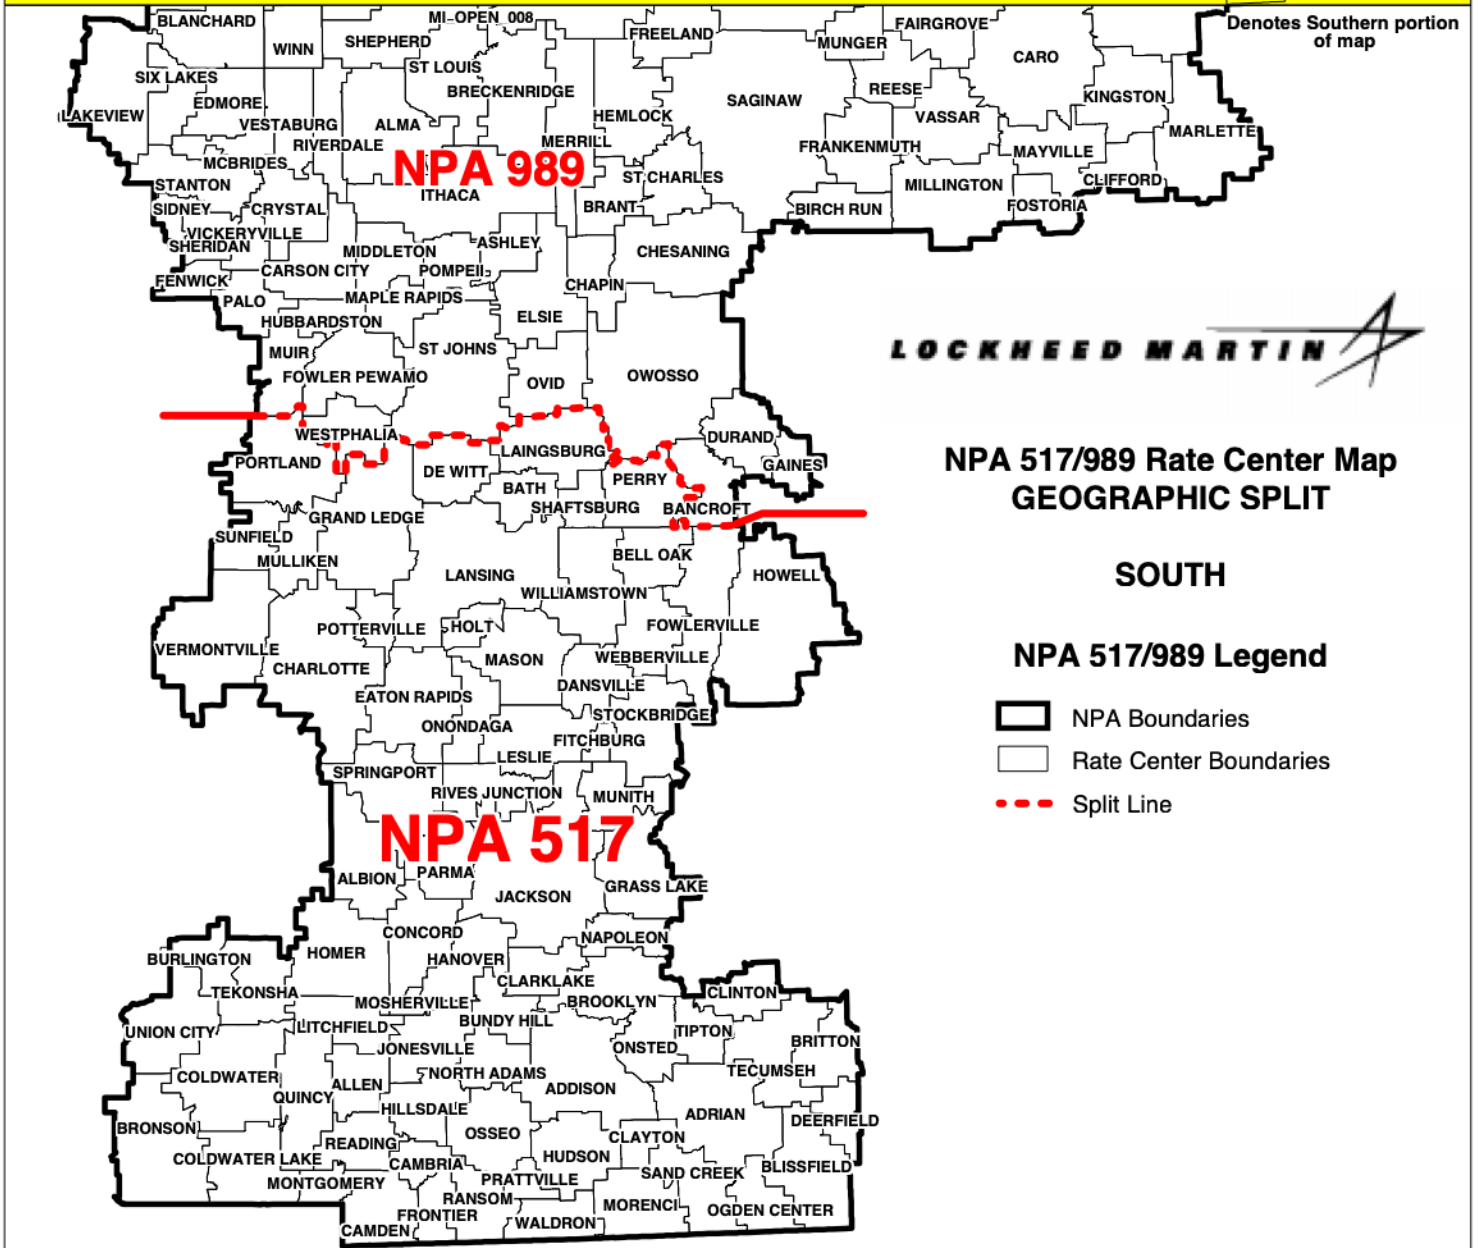 BLANCHARD
MI_OPEN_008
FAIRGROVE
Denotes Southern portion
of map
WINN
SHEPHERD
FREELAND
MUNGER
CARO
SIX LAKES
ST LOUIS
BRECKENRIDGE
REESE
KINGSTON
EDMORE
SAGINAW
LAKEVIEW
VESTABURG
ALMA
HEMLOCK
VASSAR
MARLETTE
RIVERDALE
MERRILL
FRANKENMUTH
MAYVILLE
MCBRIDES
NPA 989
ST CHARLES
CLIFFORD
STANTON
ITHACA
MILLINGTON
SIDNEY
CRYSTAL
BRANT
BIRCH RUN
FOSTORIA
VICKERYVILLE
SHERIDAN
MIDDLETON
ASHLEY
CHESANING
CARSON CITY
POMPEII
FENWICK
CHAPIN
PALO
MAPLE RAPIDS
HUBBARDSTON
ELSIE
MUIR
ST JOHNS
LOCKHEED MARTIN
FOWLER PEWAMO
OVID
OWOSSO
WESTPHALIA
DURAND
PORTLAND
LAINGSBURG
GAINES
NPA 517/989 Rate Center Map
DE WITT
PERRY
BATH
GEOGRAPHIC SPLIT
SHAFTSBURG
BANCROFT
GRAND LEDGE
SUNFIELD
MULLIKEN
BELL OAK
LANSING
HOWELL
SOUTH
WILLIAMSTOWN
POTTERVILLE
HOLT
FOWLERVILLE
VERMONTVILLE
CHARLOTTE
MASON
WEBBERVILLE
NPA 517/989 Legend
DANSVILLE
EATON RAPIDS
STOCKBRIDGE
NPA Boundaries
ONONDAGA
FITCHBURG
LESLIE
Rate Center Boundaries
SPRINGPORT
RIVES JUNCTION
MUNITH
Split Line
NPA 517
ALBION
PARMA
JACKSON
GRASS LAKE
CONCORD
NAPOLEON
HOMER
HANOVER
BURLINGTON
CLARKLAKE
TEKONSHA
MOSHERVILLE
BROOKLYN
CLINTON
UNION CITY
LITCHFIELD
BUNDY HILL
TIPTON
BRITTON
JONESVILLE
ONSTED
COLDWATER
ALLEN
NORTH ADAMS
TECUMSEH
QUINCY
ADDISON
HILLSDALE
ADRIAN
DEERFIELD
BRONSON
READING
OSSEO
CLAYTON
COLDWATER LAKE
CAMBRIA
HUDSON
SAND CREEK
BLISSFIELD
MONTGOMERY
PRATTVILLE
RANSOM
MORENCI
OGDEN CENTER
FRONTIER
WALDRON
CAMDEN